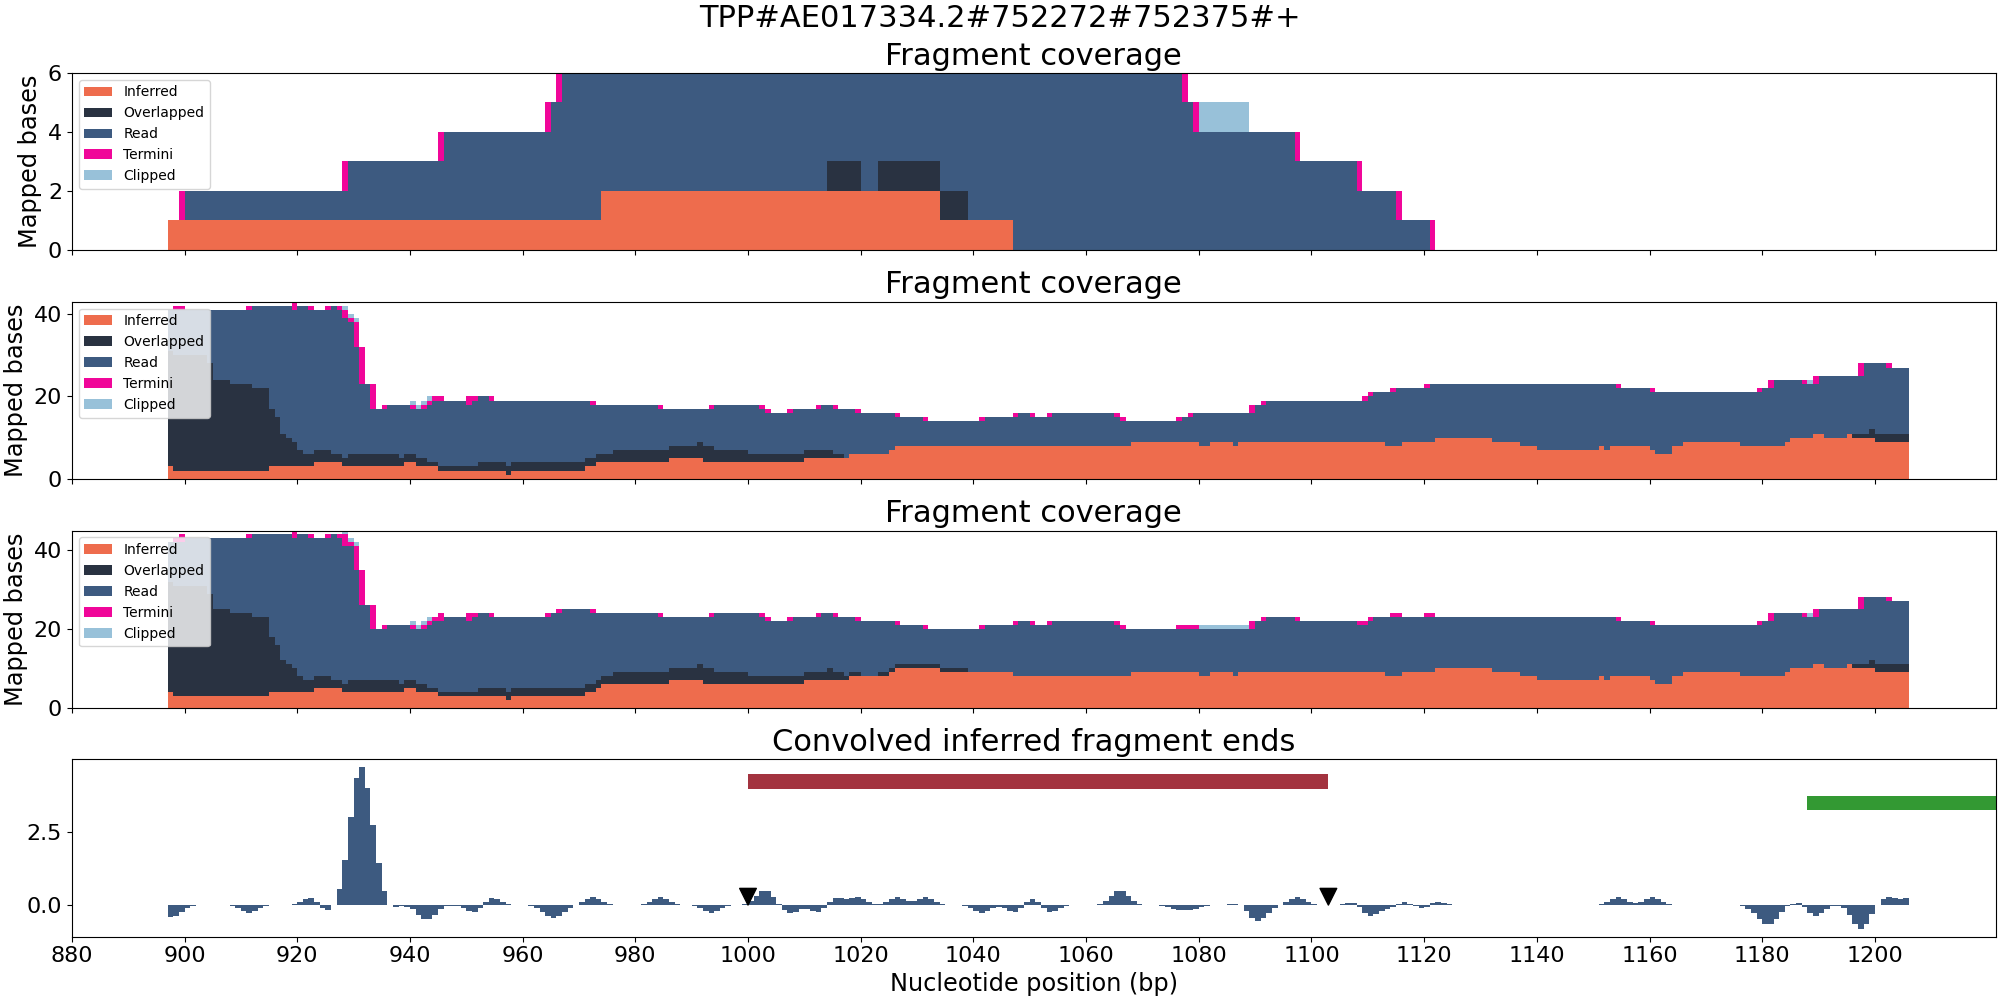 TPP#AE017334.2#752272#752375#+
Fragment coverage
Mapped bases
6
4
2
0
Inferred
Overlapped
Read
Termini
Clipped
Fragment coverage
Mapped bases
40
20
0
Inferred
Overlapped
Read
Termini
Clipped
Fragment coverage
Mapped bases
40
20
0
Inferred
Overlapped
Read
Termini
Clipped
Convolved inferred fragment ends
2.5
0.0
880 900 920 940 960 980 1000 1020 1040 1060 1080 1100 1120 1140 1160 1180 1200
Nucleotide position (bp)